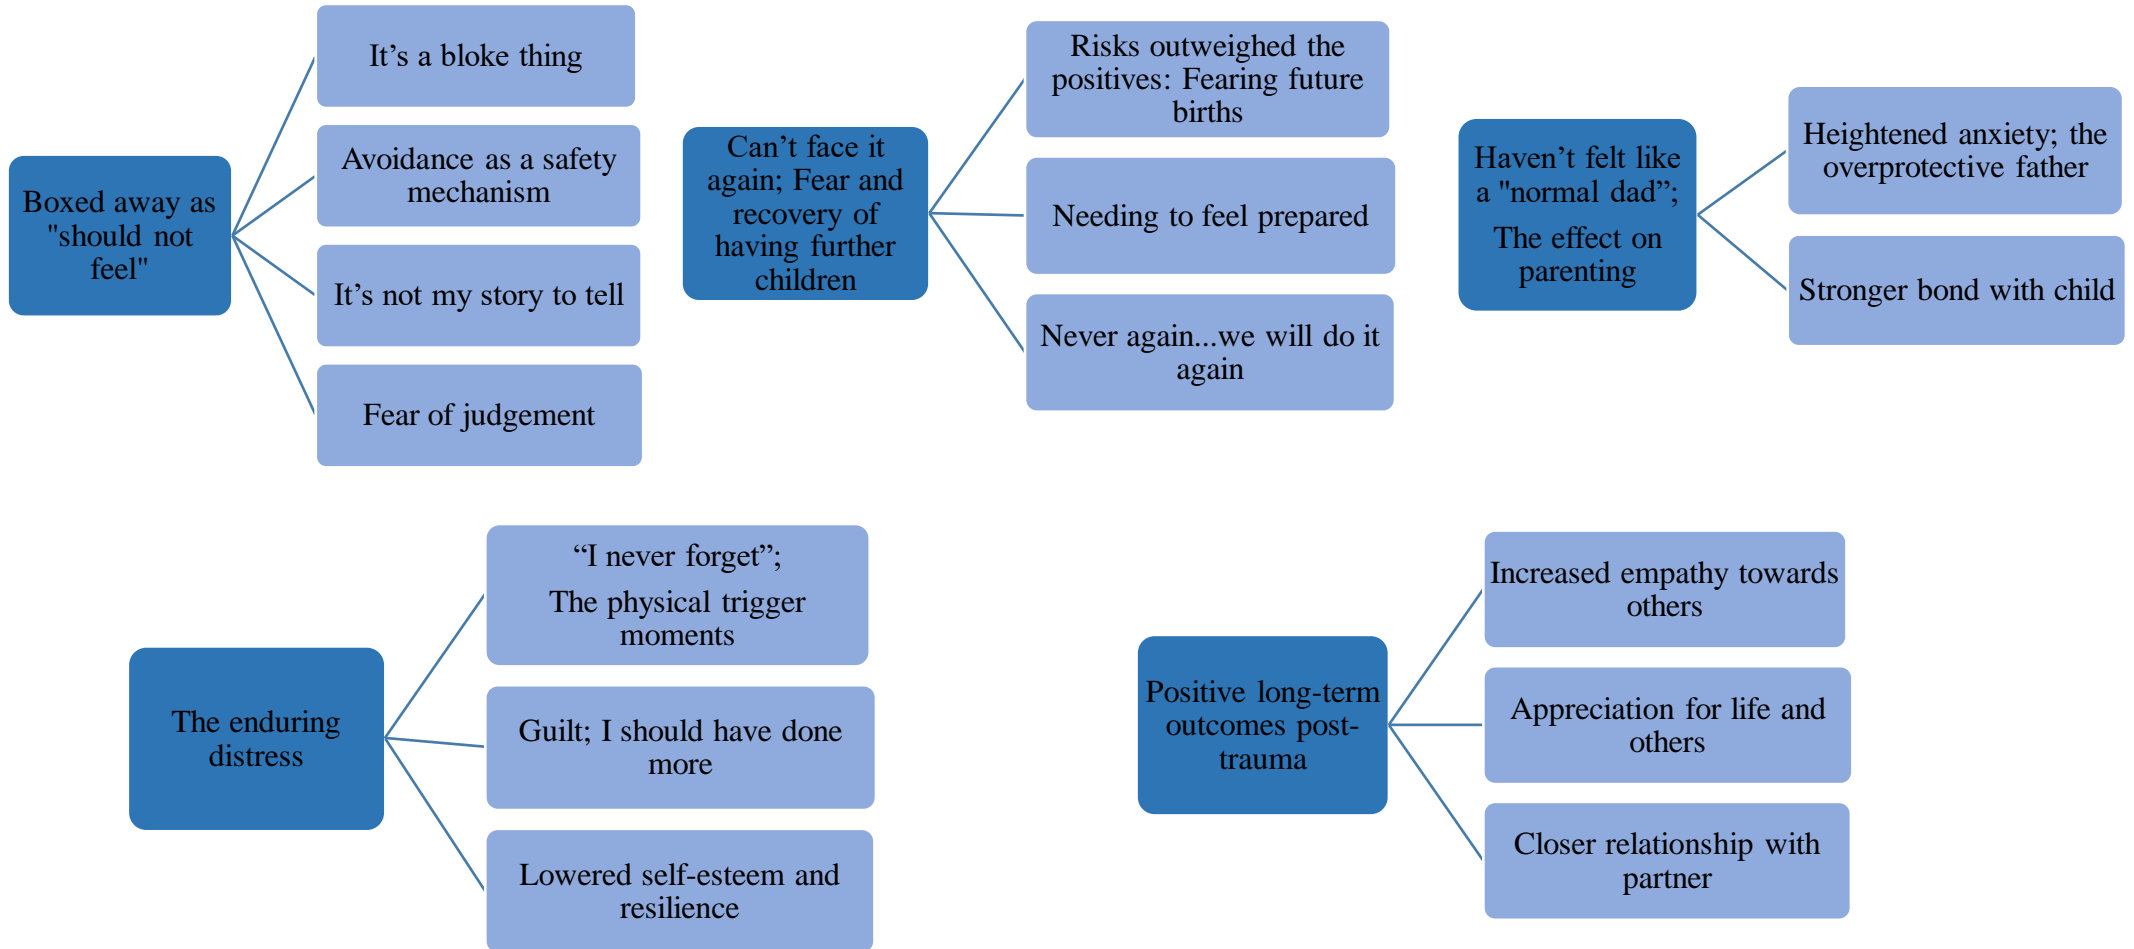 Boxed away as
"should not
feel"
It’s a bloke thing
Avoidance as a safety
mechanism
It’s not my story to tell
Fear of judgement
Can’t face it
again; Fear and
recovery of
having further
children
Risks outweighed the
positives: Fearing future
births
Needing to feel prepared
Never again...we will do it
again
Haven’t felt like
a "normal dad”;
The effect on
parenting
Heightened anxiety; the
overprotective father
Stronger bond with child
The enduring
distress
“I never forget”;
The physical trigger
moments
Guilt; I should have done
more
Lowered self-esteem and
resilience
Positive long-term
outcomes post-
trauma
Increased empathy towards
others
Appreciation for life and
others
Closer relationship with
partner